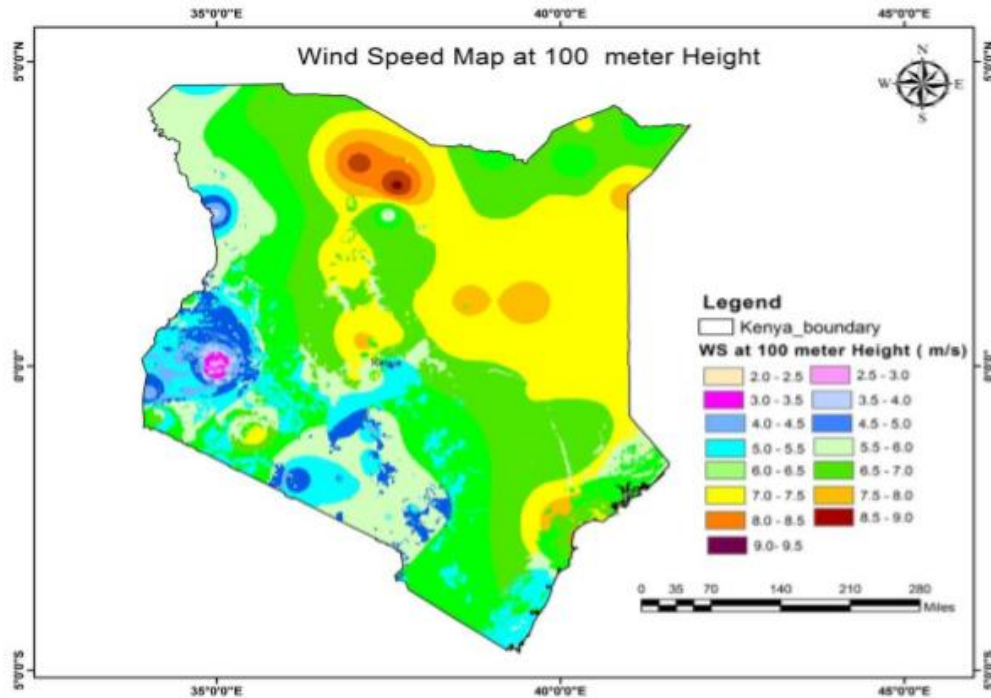 35°0'0"E 40°0'0"E 45°0'0"E
5°0'0"N 5°0'0"N
Wind Speed Map at 100 meter Height
N
W E
S
0°0'0" 0°0'0"
Kenya
Legend
Kenya_boundary
WS at 100 meter Height ( m/s)
2.0 - 2.5 2.5 - 3.0
3.0 - 3.5 3.5 - 4.0
4.0 - 4.5 4.5 - 5.0
5.0 - 5.5 5.5 - 6.0
6.0 - 6.5 6.5 - 7.0
7.0 - 7.5 7.5 - 8.0
8.0 - 8.5 8.5 - 9.0
9.0- 9.5
0 35 70 140 210 280
Miles
5°0'0"S 5°0'0"S
35°0'0"E 40°0'0"E 45°0'0"E